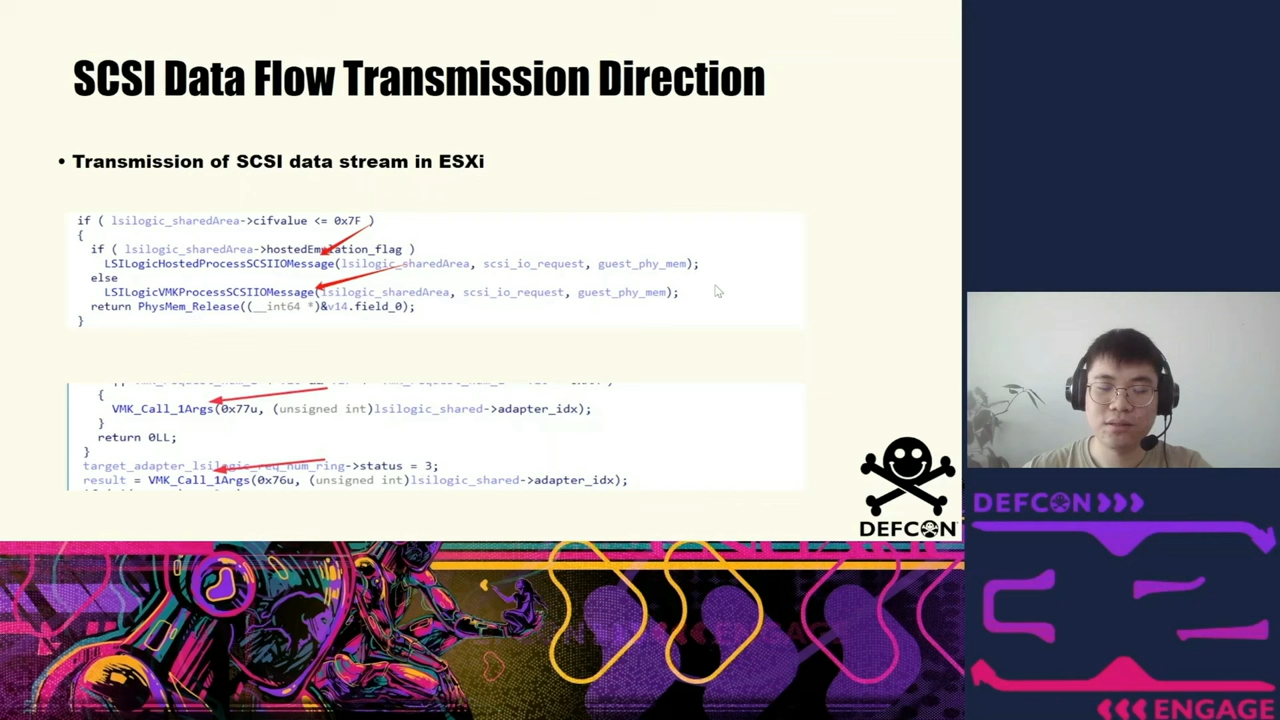 SCSI Data Flow Transmission Direction
• Transmission of SCSI data stream in ESXi
if ( lsilogic_sharedArea->cifvalue <= 0x7F )
{
if ( lsilogic_sharedArea->hostedEmulation_flag )
LSILogicHostedProcessSCSIIOMessage(lsilogic_sharedArea, scsi_io_request, guest_phy_mem);
else
LSILogicVMKProcessSCSIIOMessage(lsilogic_sharedArea, scsi_io_request, guest_phy_mem);
return PhysMem_Release((__int64 *)&v14.field_0);
}
{
VMK_Call_1Args(0x77u, (unsigned int)lsilogic_shared->adapter_idx);
}
return 0LL;
}
target_adapter_lsilogic_req_num_ring->status = 3;
result = VMK_Call_1Args(0x76u, (unsigned int)lsilogic_shared->adapter_idx);
DEFCON
DEFCON
ENGAGE